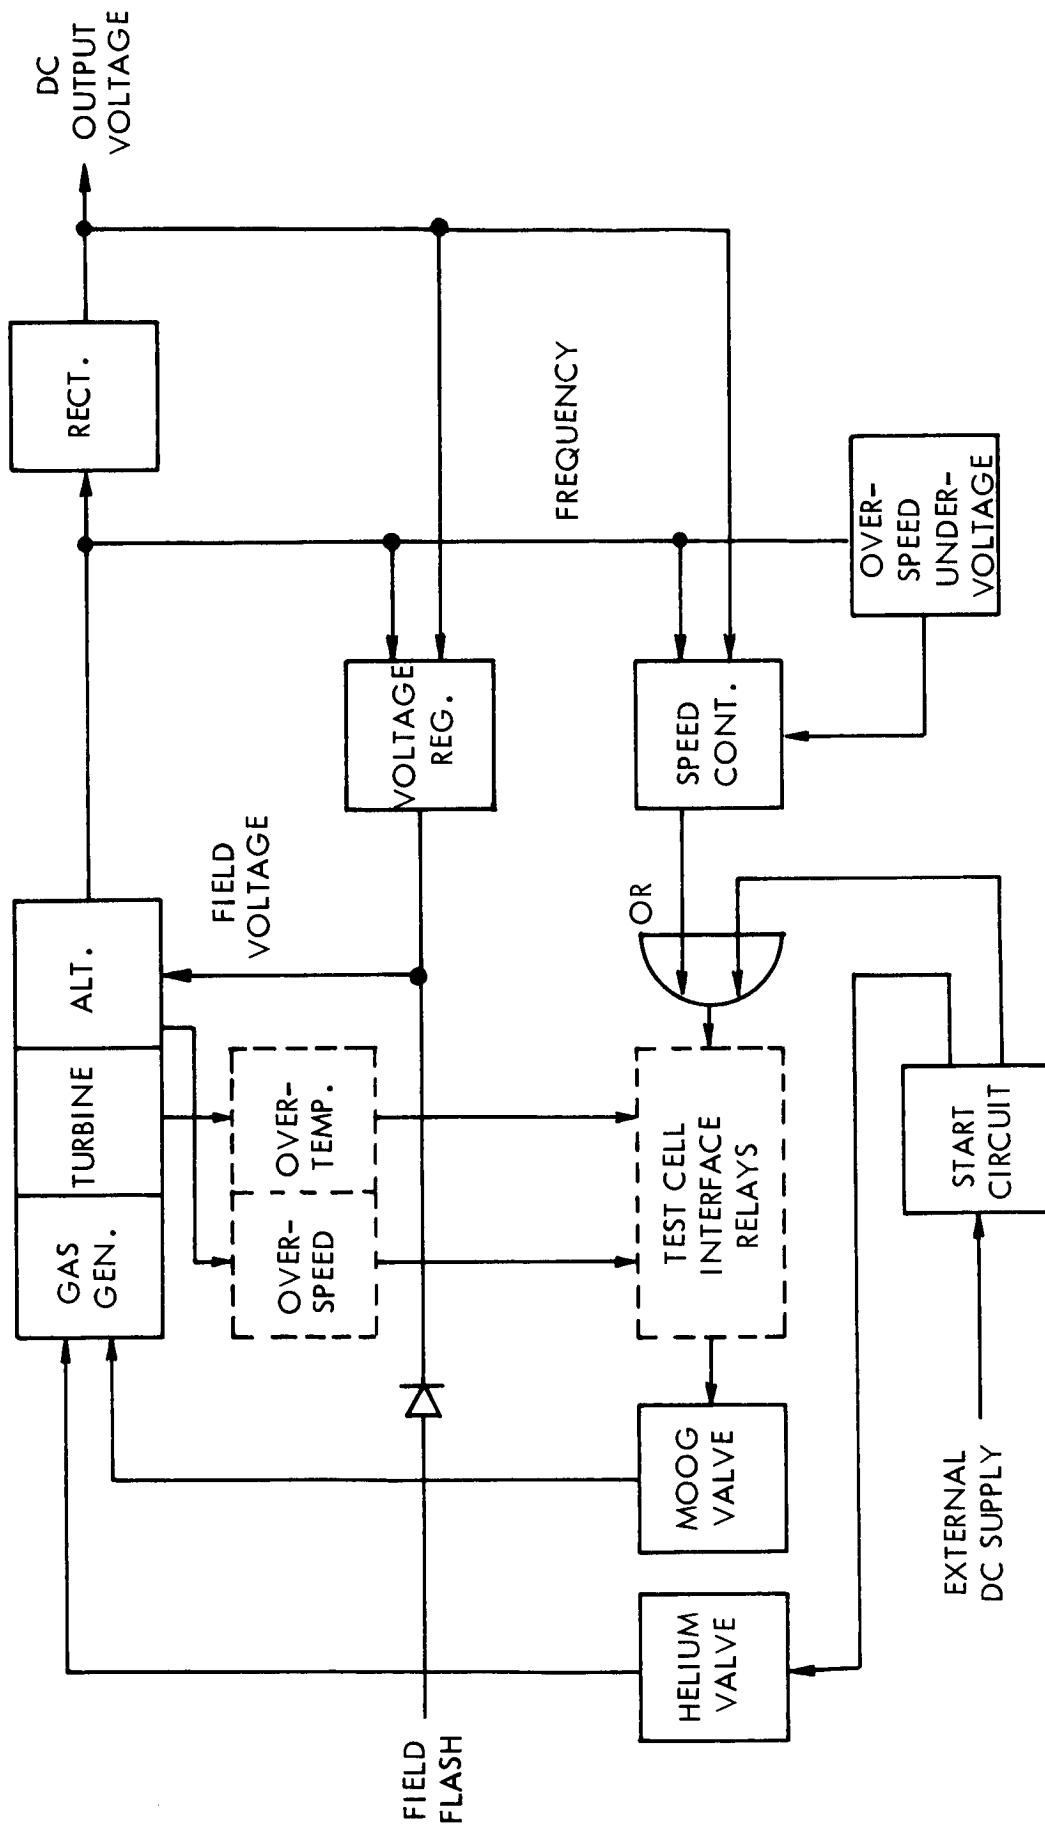 GAS
GEN.
TURBINE
ALT.
RECT.
DC
OUTPUT
VOLTAGE
OVER-
SPEED
OVER-
TEMP.
FIELD
VOLTAGE
FIELD
FLASH
VOLTAGE
REG.
FREQUENCY
HELIUM
VALVE
MOOG
VALVE
TEST CELL
INTERFACE
RELAYS
OR
SPEED
CONT.
OVER-
SPEED
UNDER-
VOLTAGE
EXTERNAL
DC SUPPLY
START
CIRCUIT